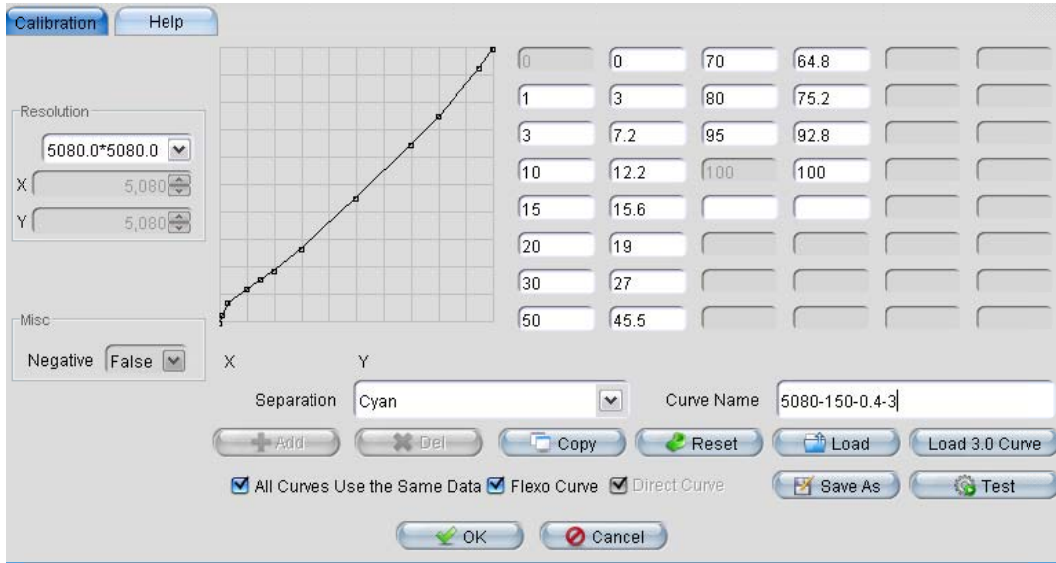 Calibration Help
0 0 70 64.8
1 3 80 75.2
Resolution
3 7.2 95 92.8
5080.0*5080.0
10 12.2 100 100
X 5,080
15 15.6
Y 5,080
20 19
30 27
Misc
50 45.5
Negative False X Y
Separation Cyan Curve Name 5080-150-0.4-3
Add Del Copy Reset Load Load 3.0 Curve
All Curves Use the Same Data Flexo Curve Direct Curve Save As Test
OK Cancel